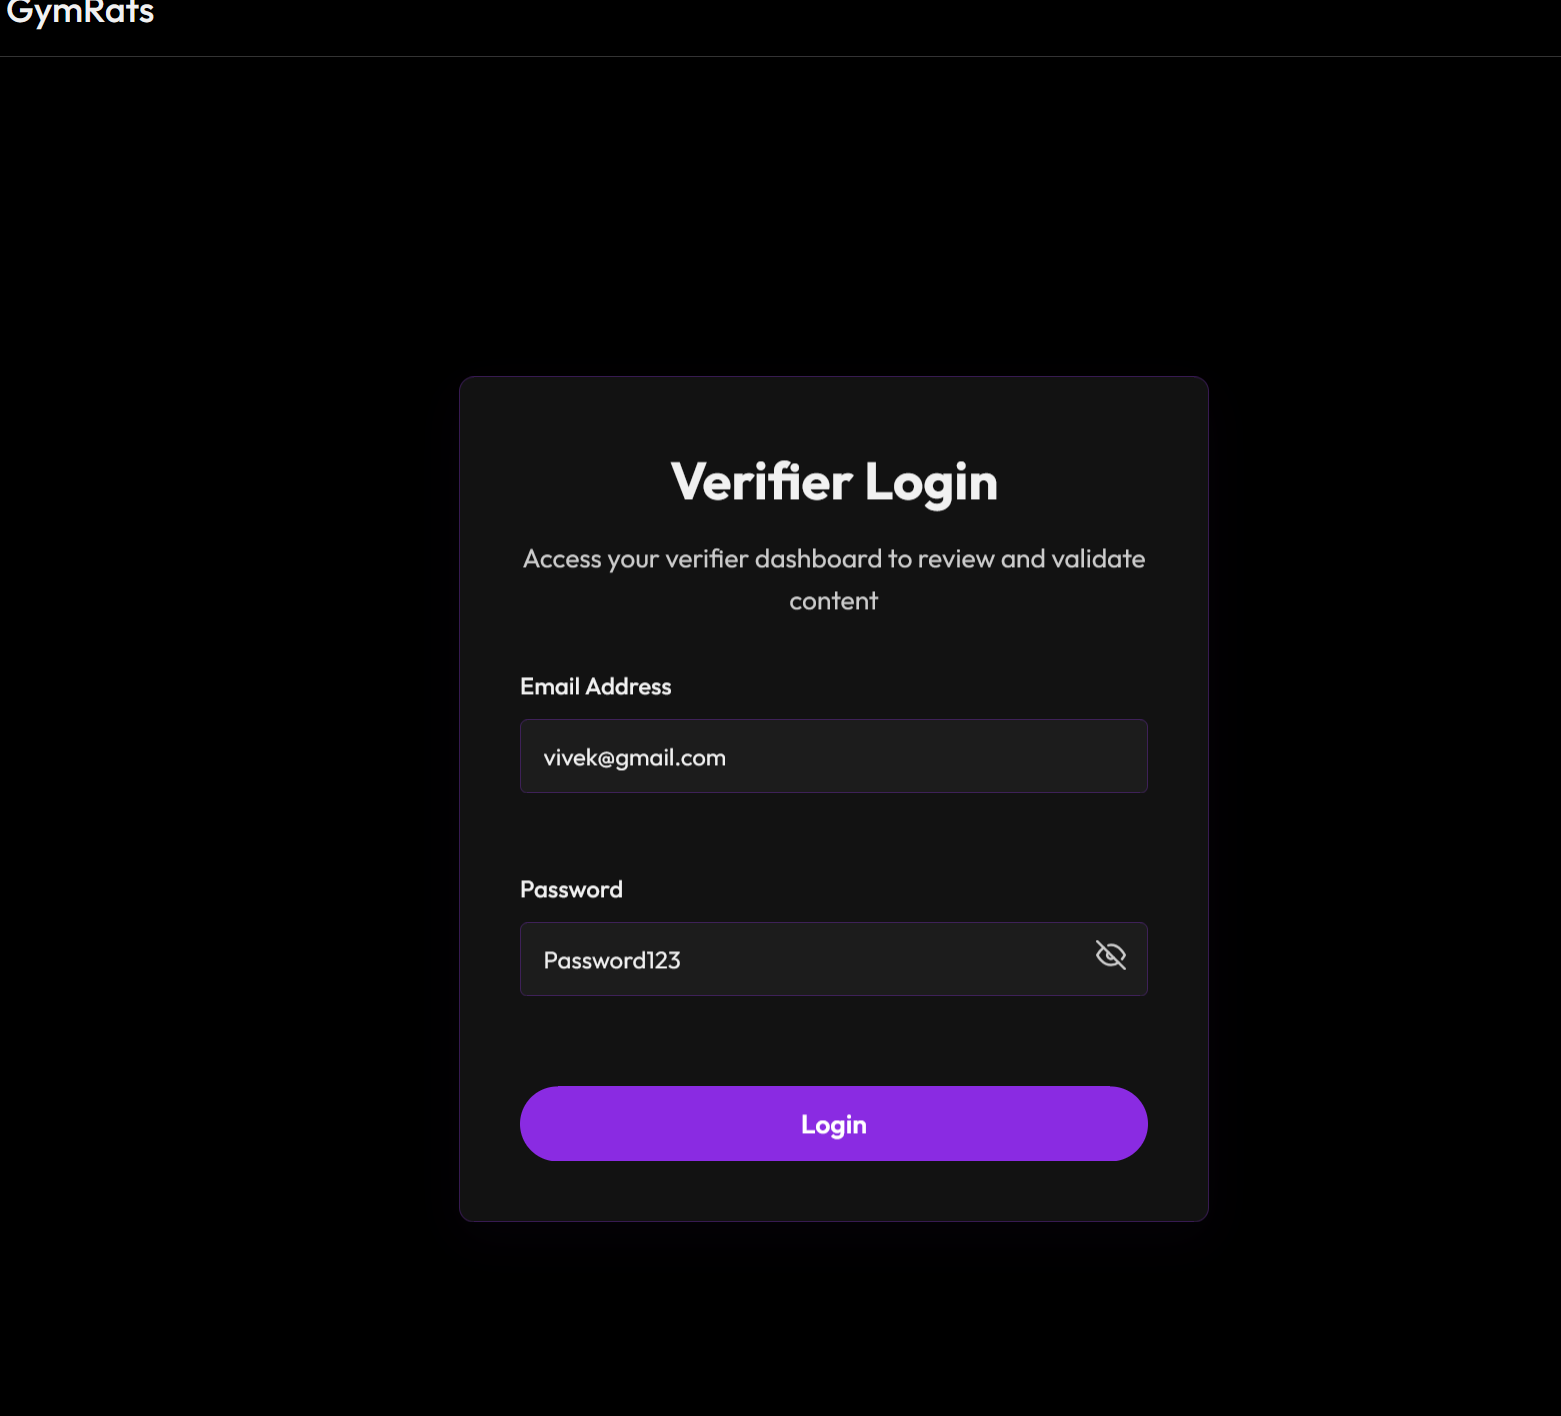 GymRats
Verifier Login
Access your verifier dashboard to review and validate
content
Email Address
vivek@gmail.com
Password
Password123
Login